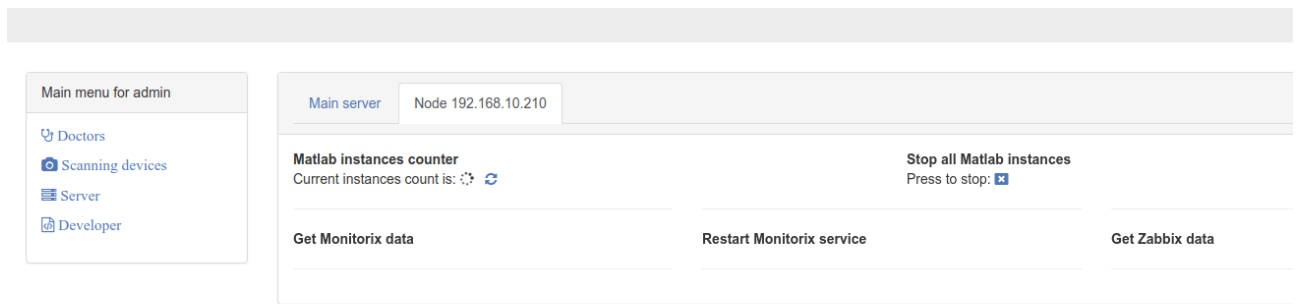 Main menu for admin
Doctors
Scanning devices
Server
Developer
Main server
Node 192.168.10.210
Matlab instances counter
Current instances count is:
Stop all Matlab instances
Press to stop:
Get Monitorix data
Restart Monitorix service
Get Zabbix data